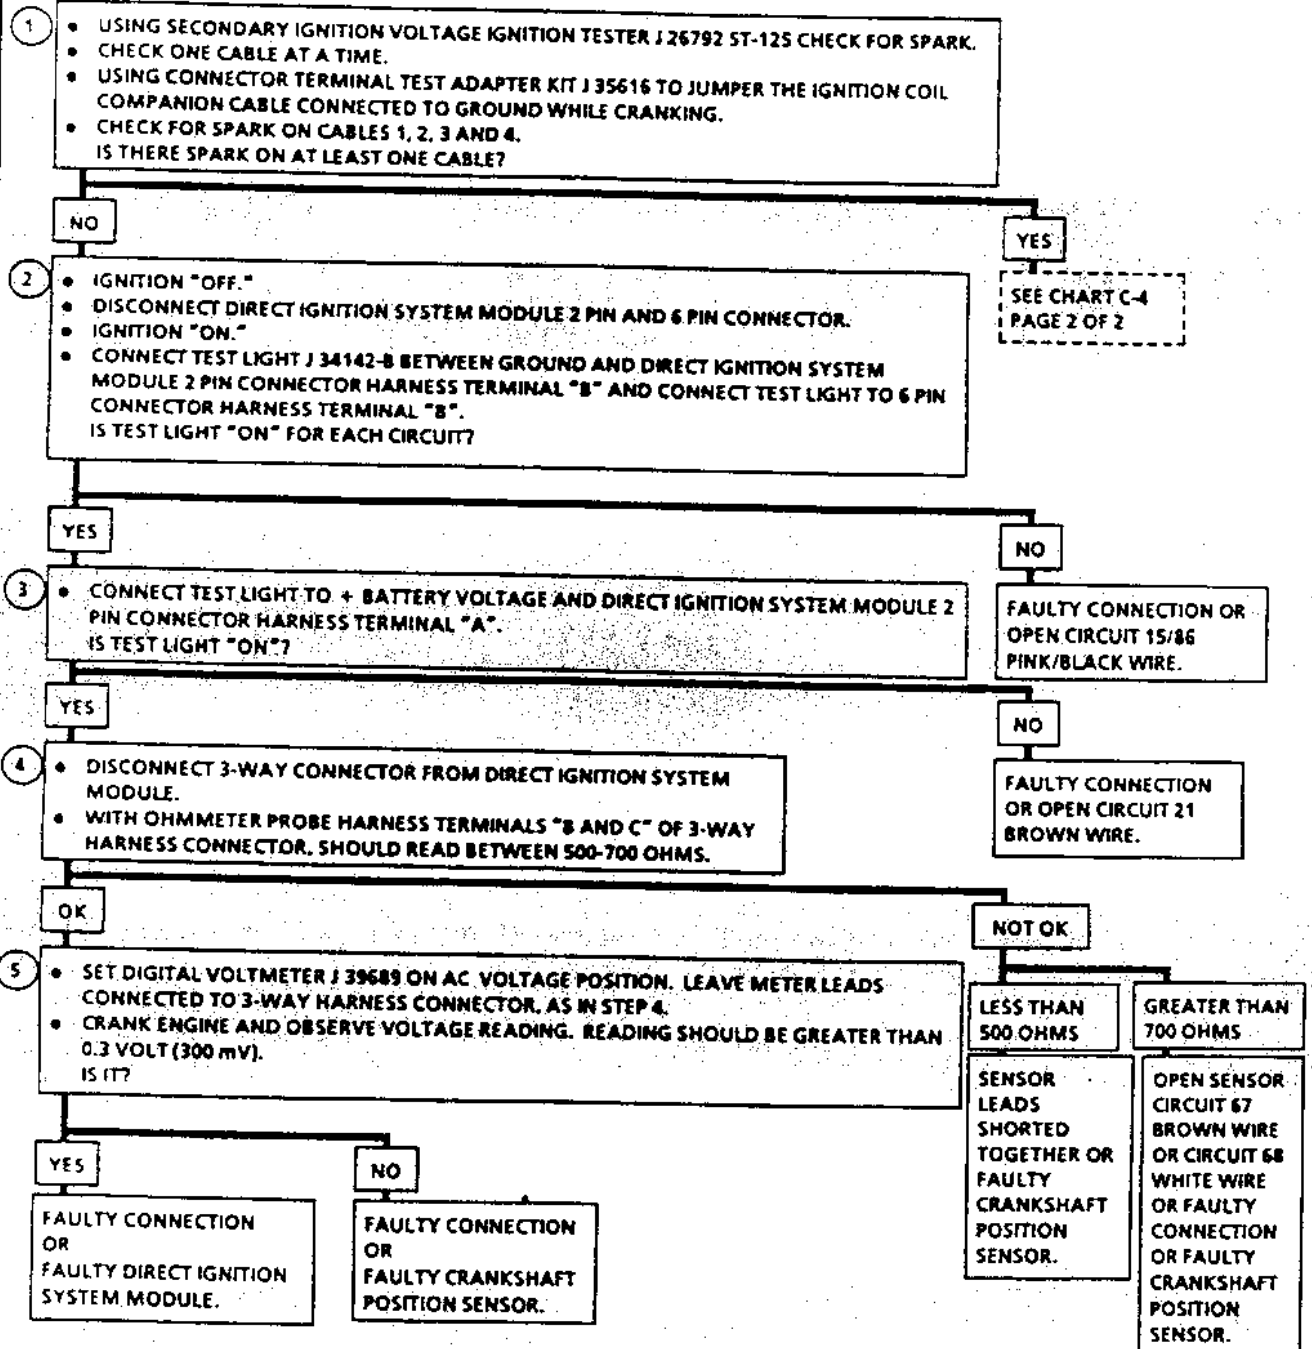 1
• USING SECONDARY IGNITION VOLTAGE IGNITION TESTER J 26792 ST-125 CHECK FOR SPARK.
• CHECK ONE CABLE AT A TIME.
• USING CONNECTOR TERMINAL TEST ADAPTER KIT J 35616 TO JUMPER THE IGNITION COIL
COMPANION CABLE CONNECTED TO GROUND WHILE CRANKING.
• CHECK FOR SPARK ON CABLES 1, 2, 3 AND 4.
IS THERE SPARK ON AT LEAST ONE CABLE?
NO
YES
SEE CHART C-4
PAGE 2 OF 2
2
• IGNITION "OFF."
• DISCONNECT DIRECT IGNITION SYSTEM MODULE 2 PIN AND 6 PIN CONNECTOR.
• IGNITION "ON."
• CONNECT TEST LIGHT J 34142-B BETWEEN GROUND AND DIRECT IGNITION SYSTEM
MODULE 2 PIN CONNECTOR HARNESS TERMINAL "B" AND CONNECT TEST LIGHT TO 6 PIN
CONNECTOR HARNESS TERMINAL "B".
IS TEST LIGHT "ON" FOR EACH CIRCUIT?
YES
NO
FAULTY CONNECTION OR
OPEN CIRCUIT 15/86
PINK/BLACK WIRE.
3
• CONNECT TEST LIGHT TO + BATTERY VOLTAGE AND DIRECT IGNITION SYSTEM MODULE 2
PIN CONNECTOR HARNESS TERMINAL "A".
IS TEST LIGHT "ON"?
YES
NO
FAULTY CONNECTION
OR OPEN CIRCUIT 21
BROWN WIRE.
4
• DISCONNECT 3-WAY CONNECTOR FROM DIRECT IGNITION SYSTEM
MODULE.
• WITH OHMMETER PROBE HARNESS TERMINALS "B AND C" OF 3-WAY
HARNESS CONNECTOR. SHOULD READ BETWEEN 500-700 OHMS.
OK
NOT OK
LESS THAN
500 OHMS
SENSOR
LEADS
SHORTED
TOGETHER OR
FAULTY
CRANKSHAFT
POSITION
SENSOR.
GREATER THAN
700 OHMS
OPEN SENSOR
CIRCUIT 67
BROWN WIRE
OR CIRCUIT 68
WHITE WIRE
OR FAULTY
CONNECTION
OR FAULTY
CRANKSHAFT
POSITION
SENSOR.
5
• SET DIGITAL VOLTMETER J 39689 ON AC VOLTAGE POSITION. LEAVE METER LEADS
CONNECTED TO 3-WAY HARNESS CONNECTOR, AS IN STEP 4.
• CRANK ENGINE AND OBSERVE VOLTAGE READING. READING SHOULD BE GREATER THAN
0.3 VOLT (300 mV).
IS IT?
YES
FAULTY CONNECTION
OR
FAULTY DIRECT IGNITION
SYSTEM MODULE.
NO
FAULTY CONNECTION
OR
FAULTY CRANKSHAFT
POSITION SENSOR.